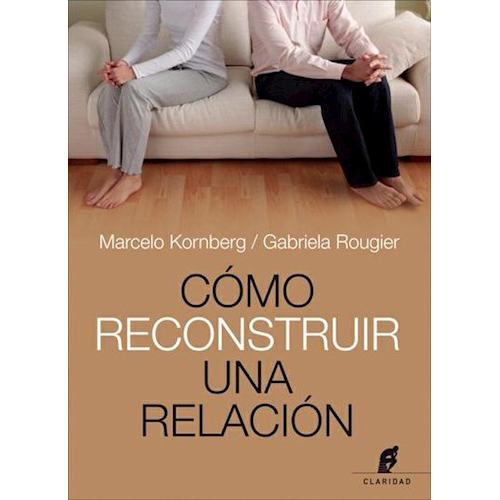 Marcelo Kornberg / Gabriela Rougier
CÓMO
RECONSTRUIR
UNA
RELACIÓN
CLARIDAD